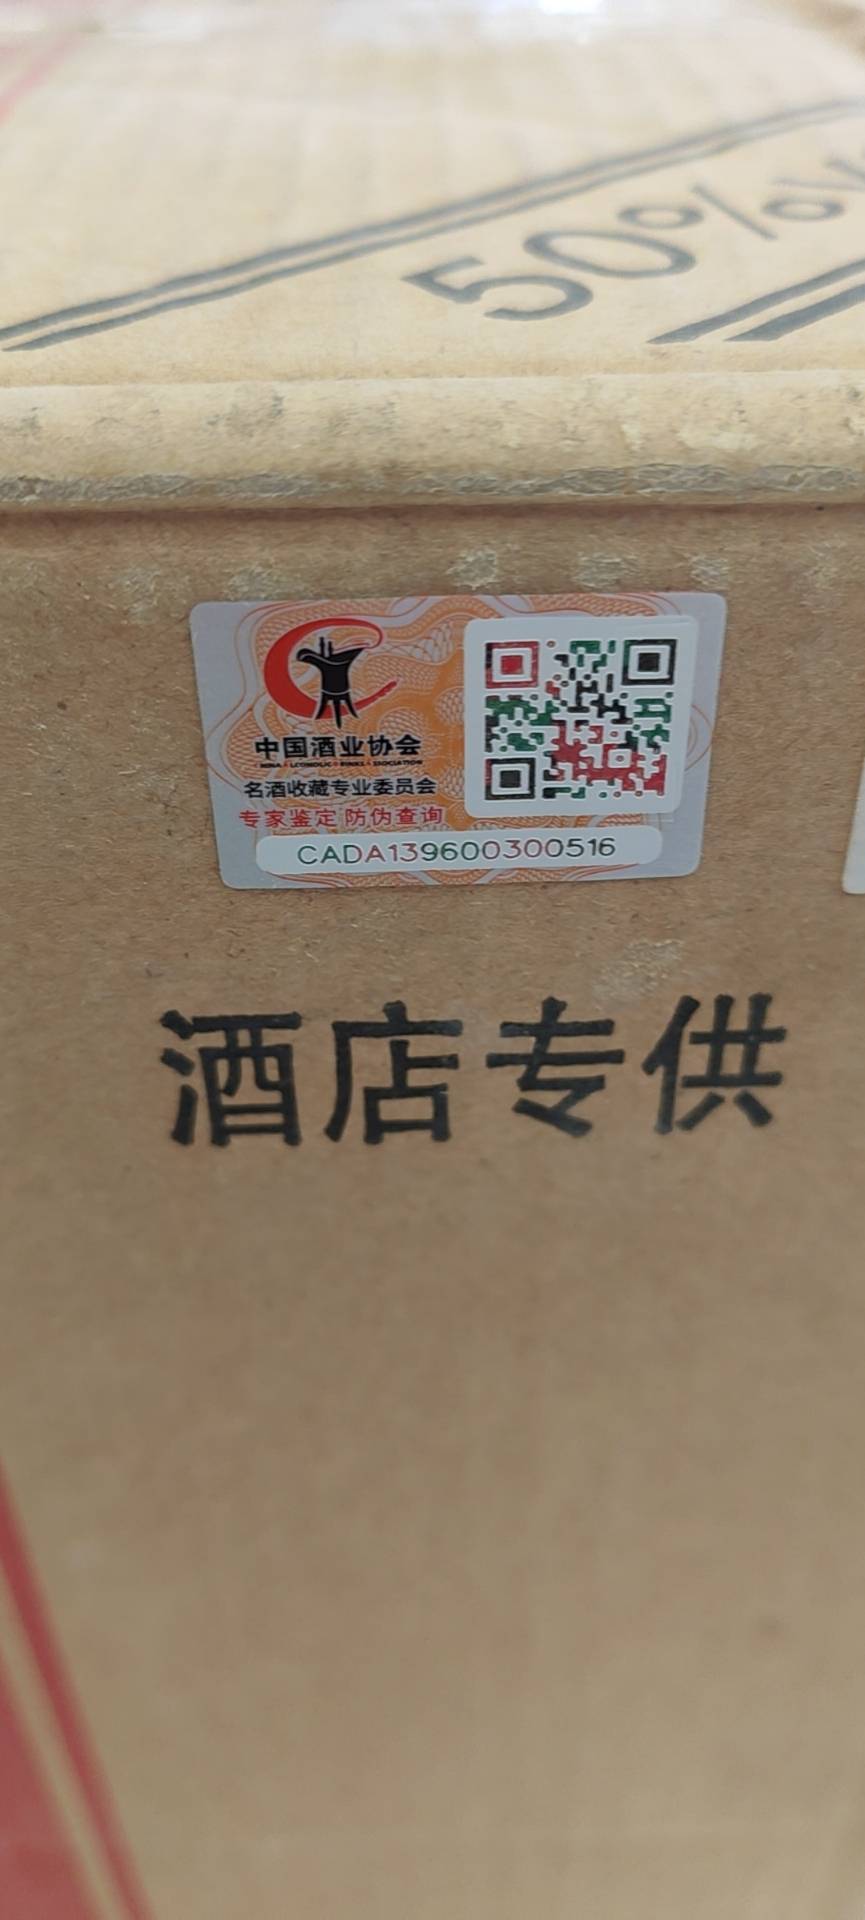 50%V
中国酒业协会
名酒收藏专业委员会
专家鉴定 防伪查询
CADA139600300516
酒店专供